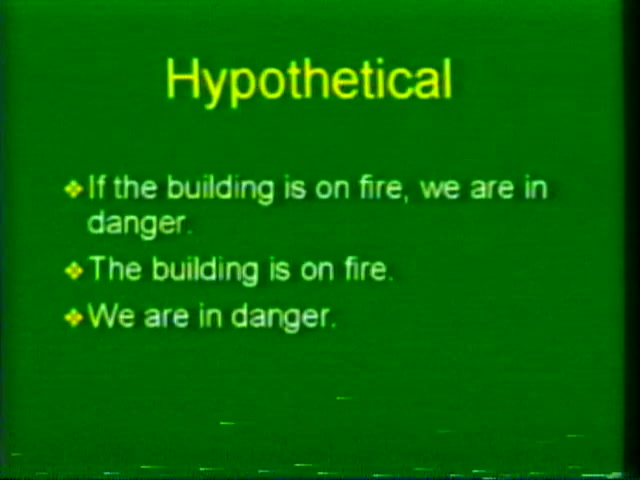 Hypothetical
If the building is on fire, we are in
danger.
The building is on fire.
We are in danger.